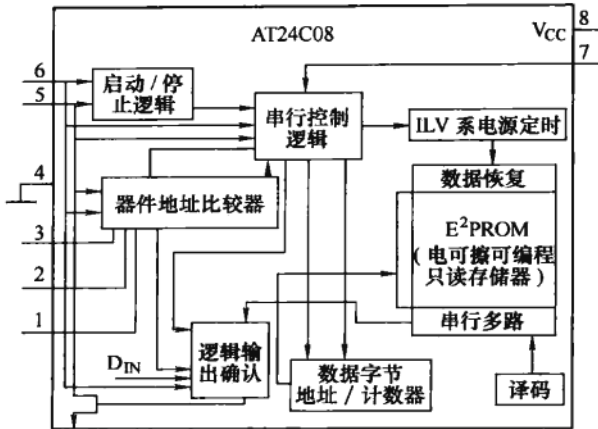 AT24C08
V_CC
8
7
6
5
4
3
2
1
启动/停
止逻辑
串行控制
逻辑
ILV 系电源定时
数据恢复
E²PROM
(电可擦可编程
只读存储器)
串行多路
器件地址比较器
逻辑输
出确认
D_IN
数据字节
地址/计数器
译码